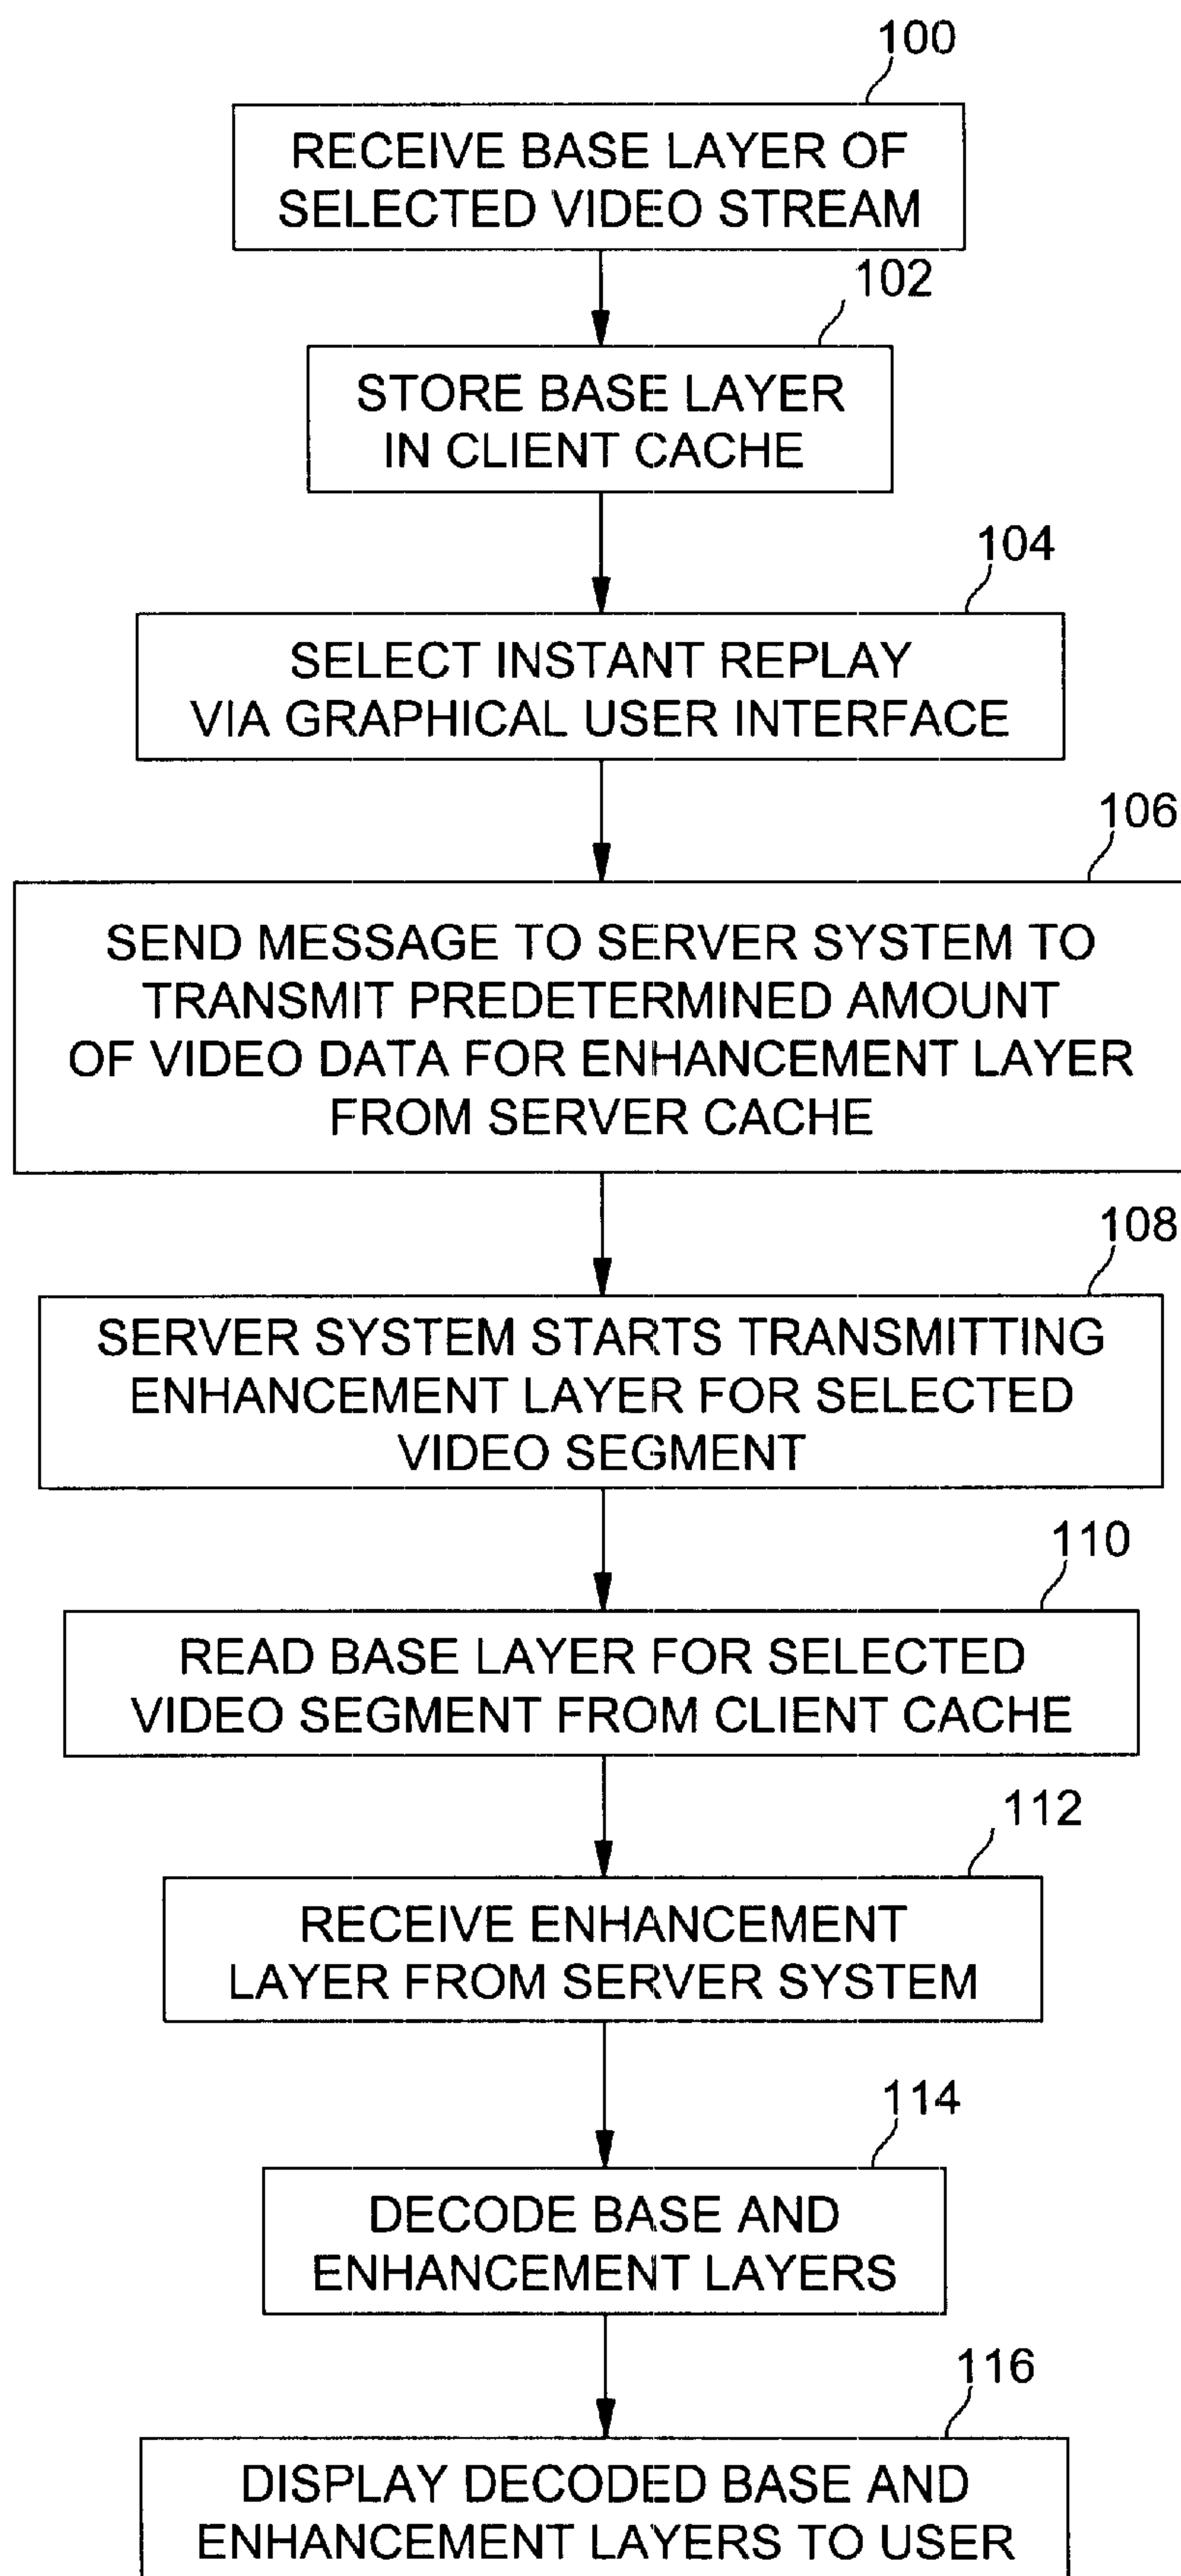 100
RECEIVE BASE LAYER OF
SELECTED VIDEO STREAM
102
STORE BASE LAYER
IN CLIENT CACHE
104
SELECT INSTANT REPLAY
VIA GRAPHICAL USER INTERFACE
106
SEND MESSAGE TO SERVER SYSTEM TO
TRANSMIT PREDETERMINED AMOUNT
OF VIDEO DATA FOR ENHANCEMENT LAYER
FROM SERVER CACHE
108
SERVER SYSTEM STARTS TRANSMITTING
ENHANCEMENT LAYER FOR SELECTED
VIDEO SEGMENT
110
READ BASE LAYER FOR SELECTED
VIDEO SEGMENT FROM CLIENT CACHE
112
RECEIVE ENHANCEMENT
LAYER FROM SERVER SYSTEM
114
DECODE BASE AND
ENHANCEMENT LAYERS
116
DISPLAY DECODED BASE AND
ENHANCEMENT LAYERS TO USER